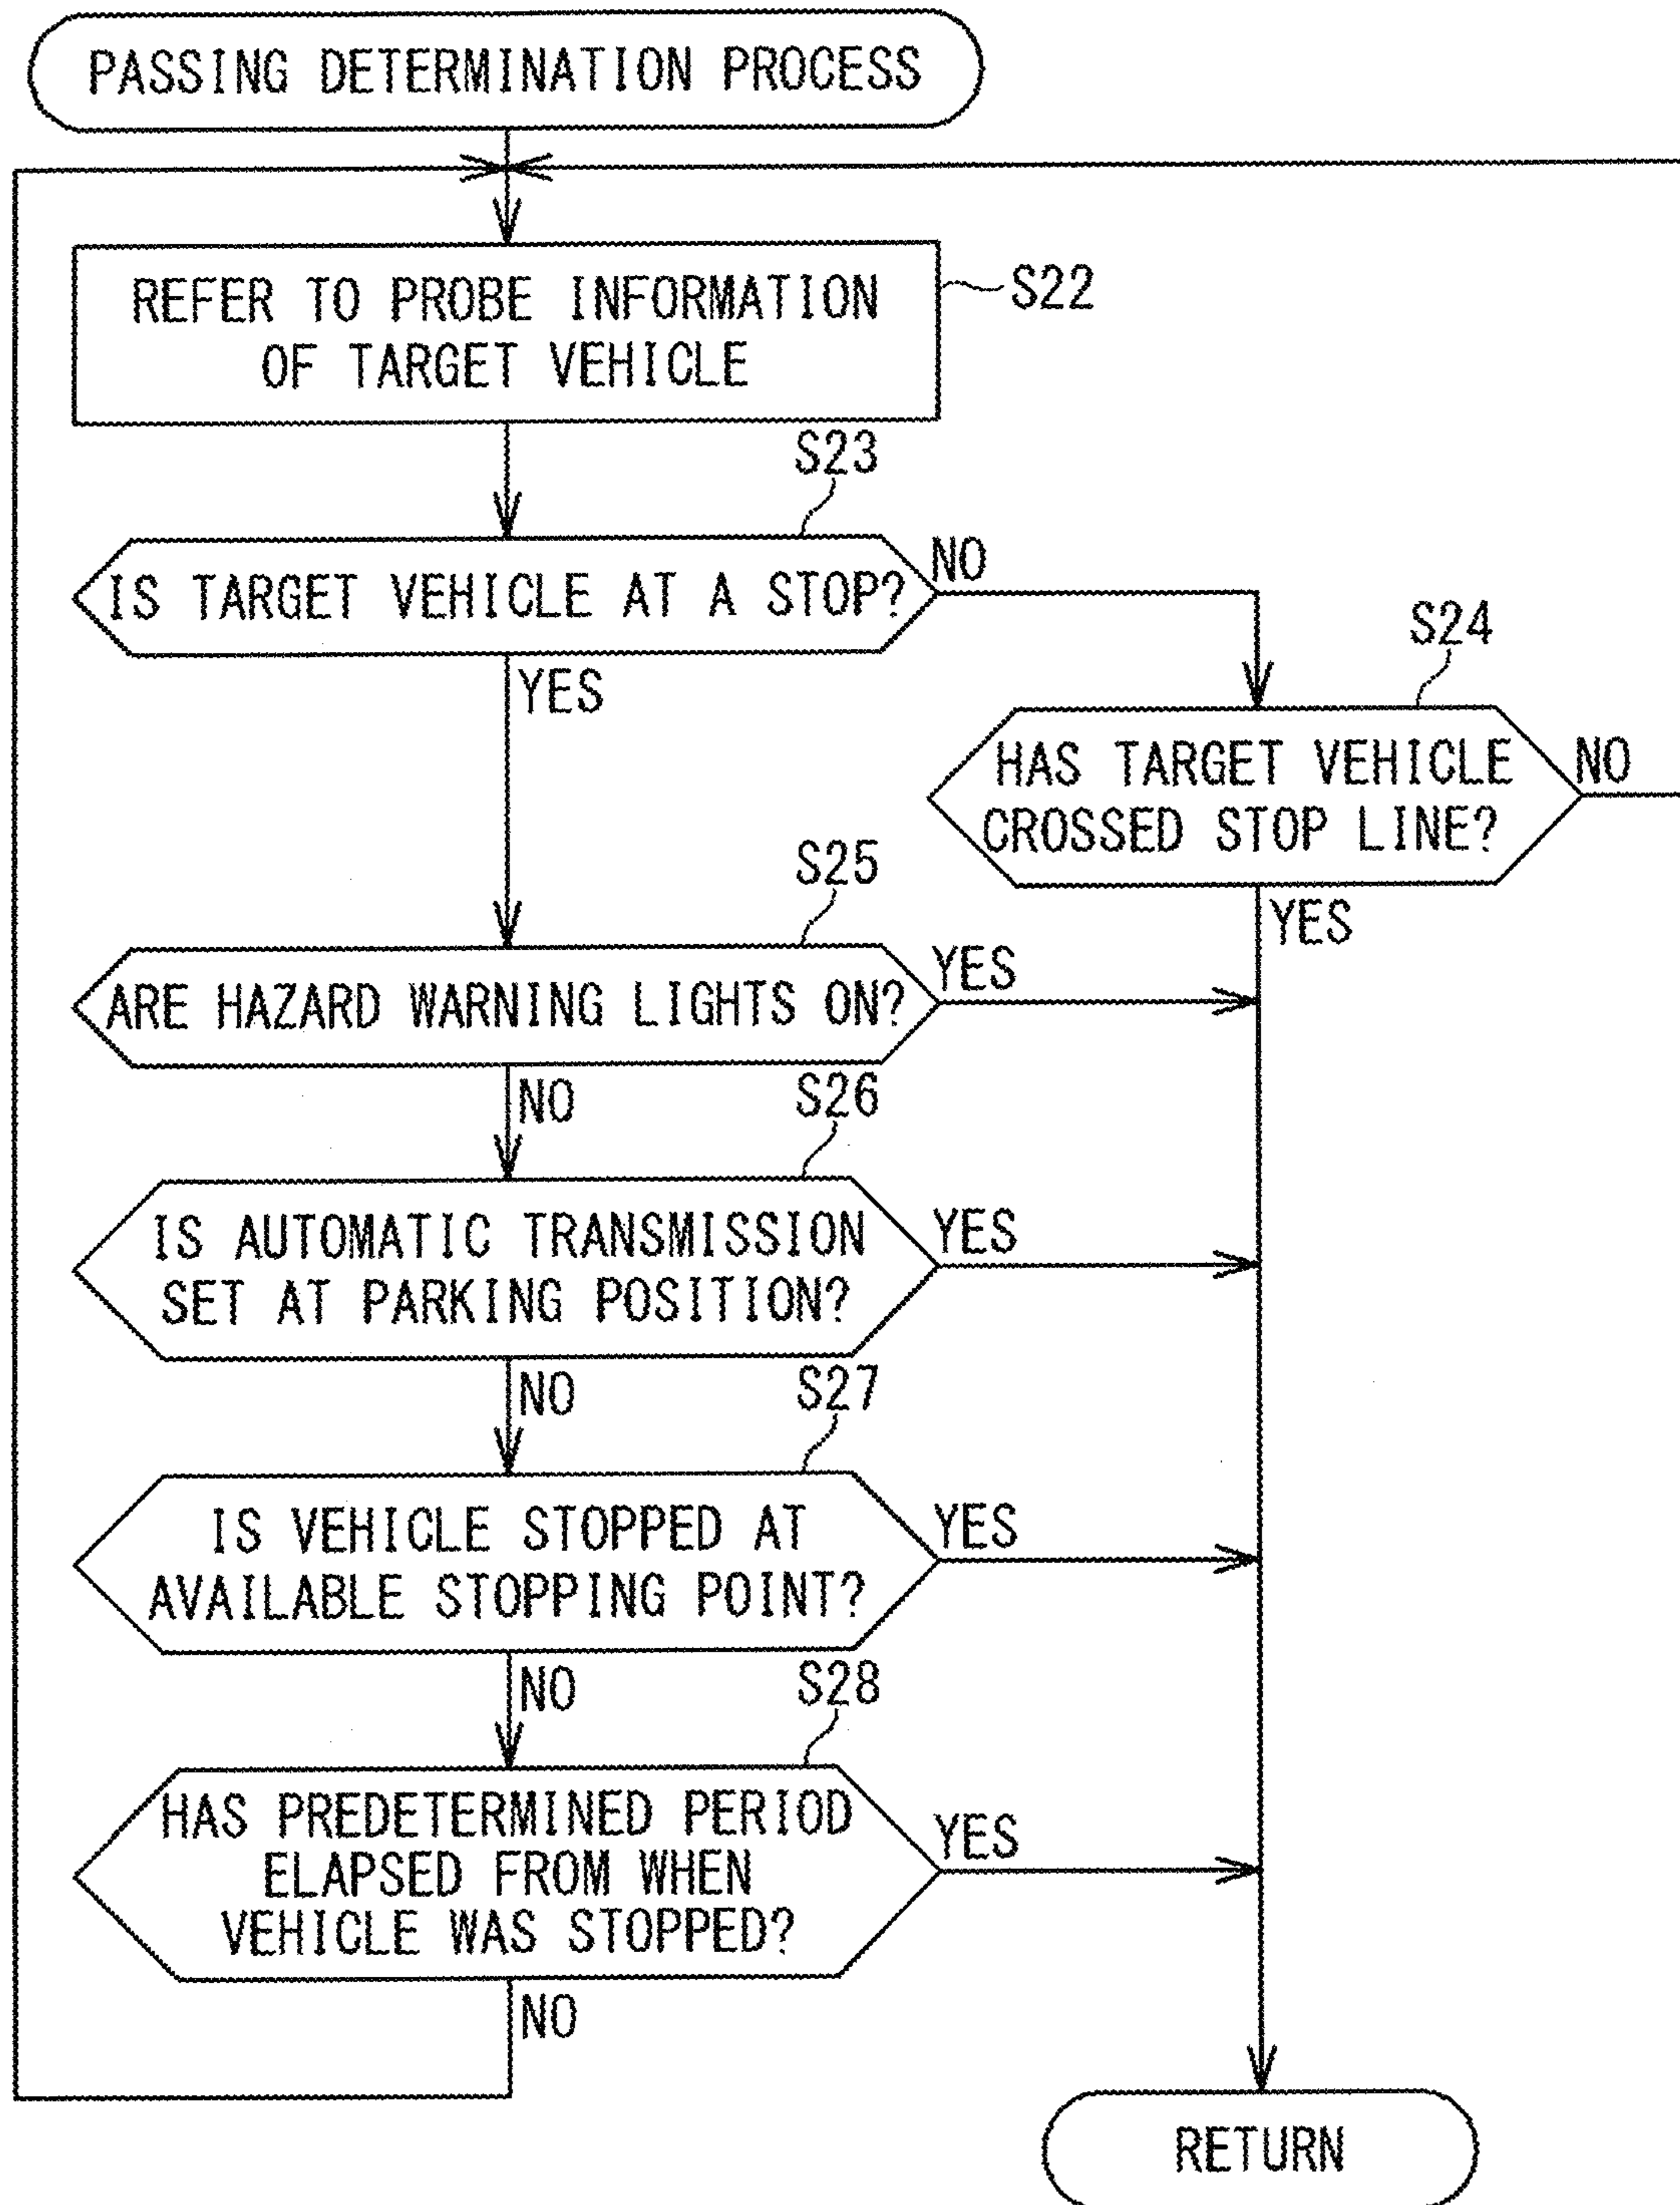 PASSING DETERMINATION PROCESS
REFER TO PROBE INFORMATION
OF TARGET VEHICLE
S22
S23
IS TARGET VEHICLE AT A STOP?
NO
YES
S24
HAS TARGET VEHICLE
CROSSED STOP LINE?
NO
YES
S25
ARE HAZARD WARNING LIGHTS ON?
YES
NO
S26
IS AUTOMATIC TRANSMISSION
SET AT PARKING POSITION?
YES
NO
S27
IS VEHICLE STOPPED AT
AVAILABLE STOPPING POINT?
YES
NO
S28
HAS PREDETERMINED PERIOD
ELAPSED FROM WHEN
VEHICLE WAS STOPPED?
YES
NO
RETURN